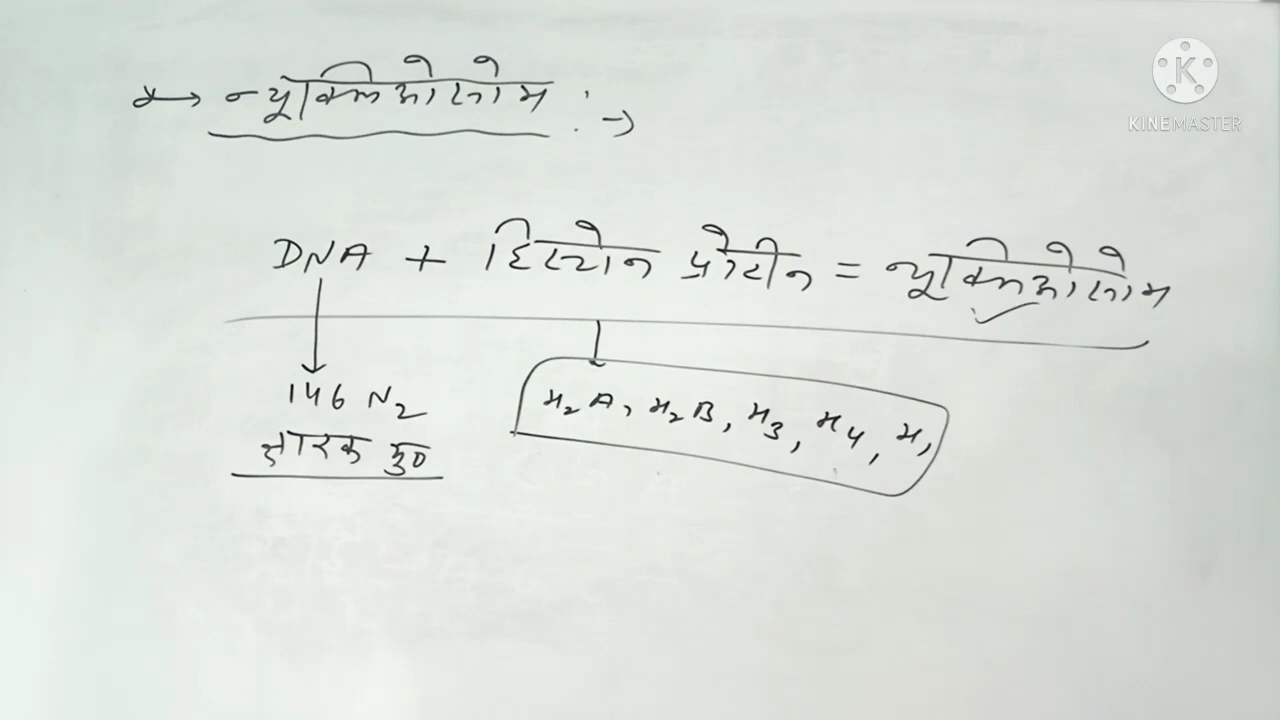 न्यूक्लिओसोम :→
DNA + हिस्टोन प्रोटीन = न्यूक्लिओसोम
146 N2
क्षारक युग्म
H2A, H2B, H3, H4, H1
KINEMASTER